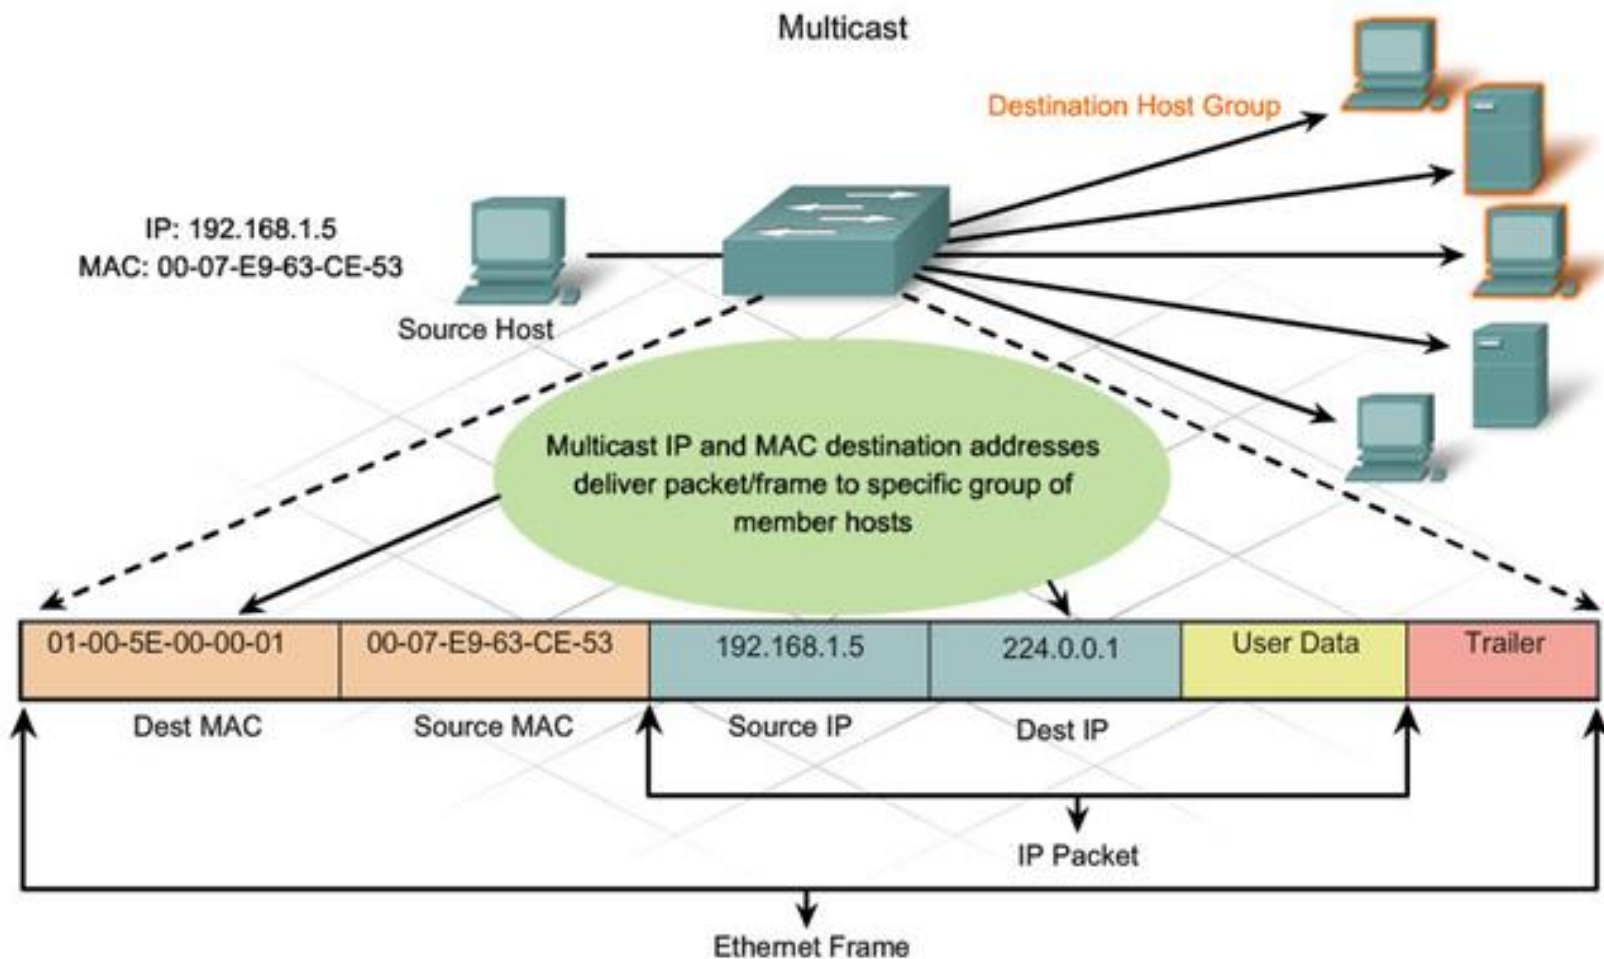 Multicast
Destination Host Group
IP: 192.168.1.5
MAC: 00-07-E9-63-CE-53
Source Host
Multicast IP and MAC destination addresses
deliver packet/frame to specific group of
member hosts
01-00-5E-00-00-01 00-07-E9-63-CE-53 192.168.1.5 224.0.0.1 User Data Trailer
Dest MAC Source MAC Source IP Dest IP
IP Packet
Ethernet Frame